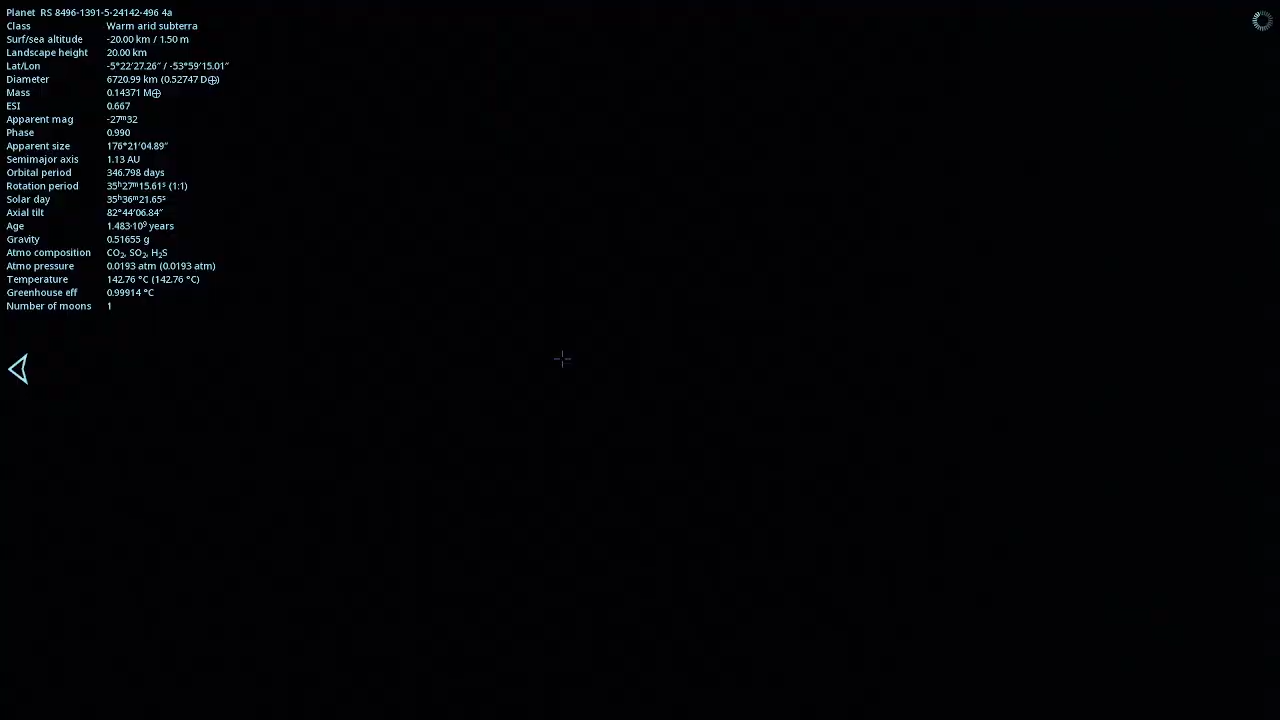 Planet RS 8496-1391-5-24142-496 4a
Class Warm arid subterra
Surf/sea altitude -20.00 km / 1.50 m
Landscape height 20.00 km
Lat/Lon -5°22′27.26″ / -53°59′15.01″
Diameter 6720.99 km (0.52747 D⊕)
Mass 0.14371 M⊕
ESI 0.667
Apparent mag -27ᵐ32
Phase 0.990
Apparent size 176°21′04.89″
Semimajor axis 1.13 AU
Orbital period 346.798 days
Rotation period 35ʰ27ᵐ15.61ˢ (1:1)
Solar day 35ʰ36ᵐ21.65ˢ
Axial tilt 82°44′06.84″
Age 1.483·10⁹ years
Gravity 0.51655 g
Atmo composition CO₂, SO₂, H₂S
Atmo pressure 0.0193 atm (0.0193 atm)
Temperature 142.76 °C (142.76 °C)
Greenhouse eff 0.99914 °C
Number of moons 1